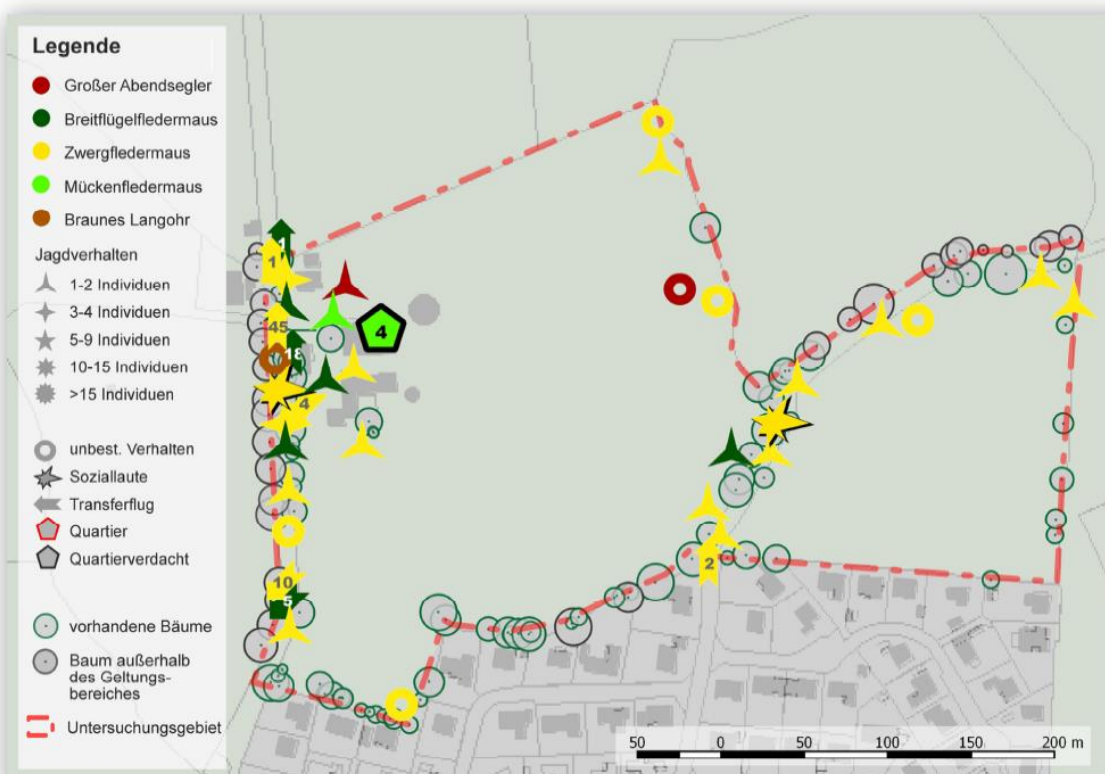 Legende
Großer Abendsegler
Breitflügelfledermaus
Zwergfledermaus
Mückenfledermaus
Braunes Langohr
Jagdverhalten
1-2 Individuen
3-4 Individuen
5-9 Individuen
10-15 Individuen
>15 Individuen
unbest. Verhalten
Soziallaute
Transferflug
Quartier
Quartierverdacht
vorhandene Bäume
Baum außerhalb
des Geltungs-
bereiches
Untersuchungsgebiet
1
1
45
4
18
4
10
5
2
50 0 50 100 150 200 m